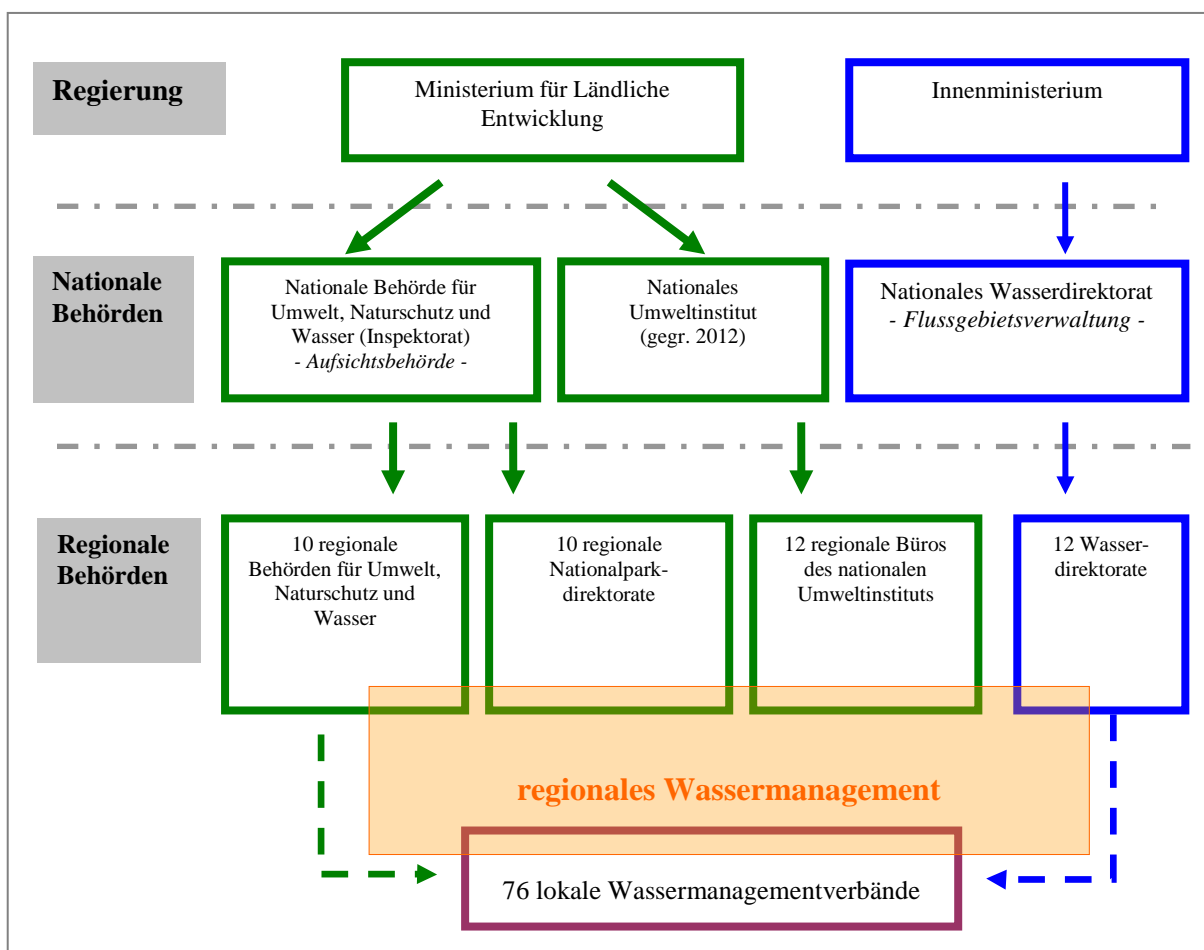 Regierung
Ministerium für Ländliche
Entwicklung
Innenministerium
Nationale
Behörden
Nationale Behörde für
Umwelt, Naturschutz und
Wasser (Inspektorat)
- Aufsichtsbehörde -
Nationales
Umweltinstitut
(gegr. 2012)
Nationales Wasserdirektorat
- Flussgebietsverwaltung -
Regionale
Behörden
10 regionale
Behörden für Umwelt,
Naturschutz und
Wasser
10 regionale
Nationalpark-
direktorate
12 regionale Büros
des nationalen
Umweltinstituts
12 Wasser-
direktorate
regionales Wassermanagement
76 lokale Wassermanagementverbände